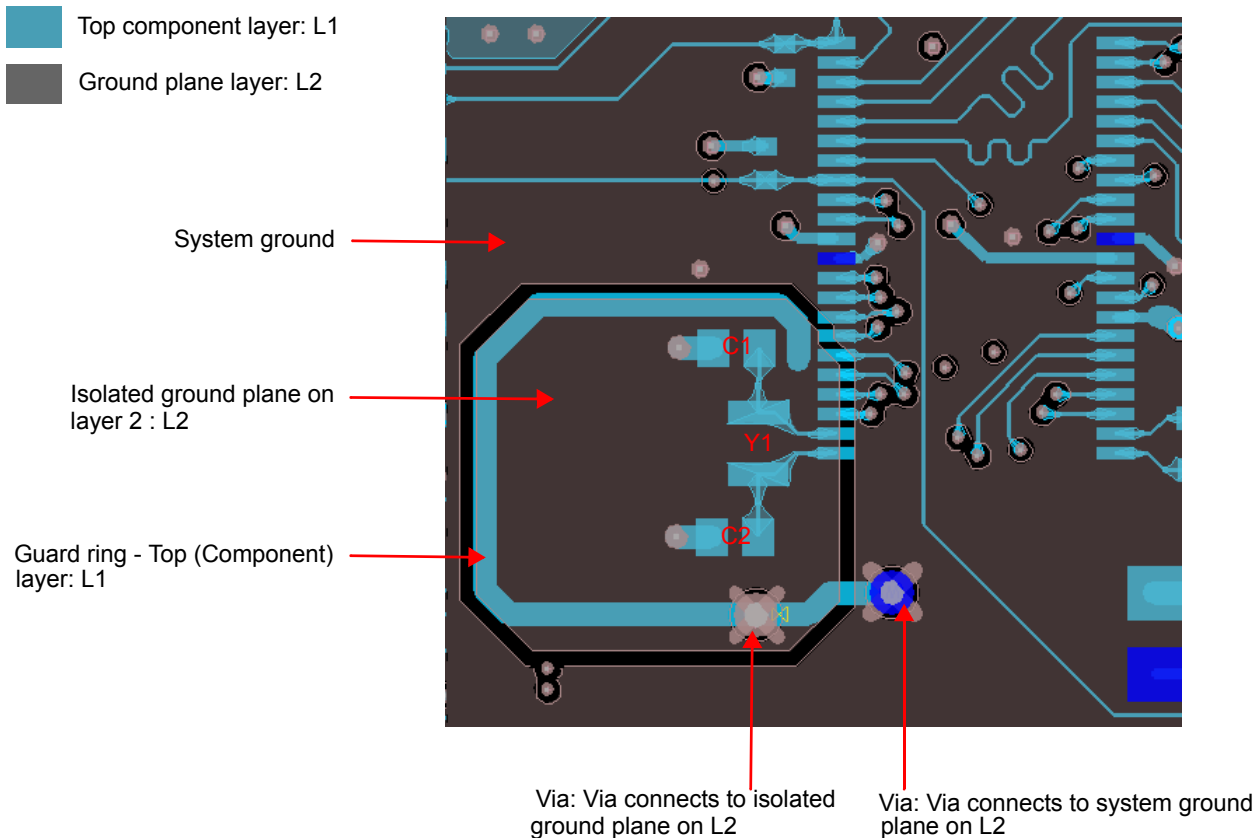 Top component layer: L1
Ground plane layer: L2
System ground
C1
Isolated ground plane on
layer 2 : L2
Y1
C2
Guard ring - Top (Component)
layer: L1
Via: Via connects to isolated
ground plane on L2
Via: Via connects to system ground
plane on L2